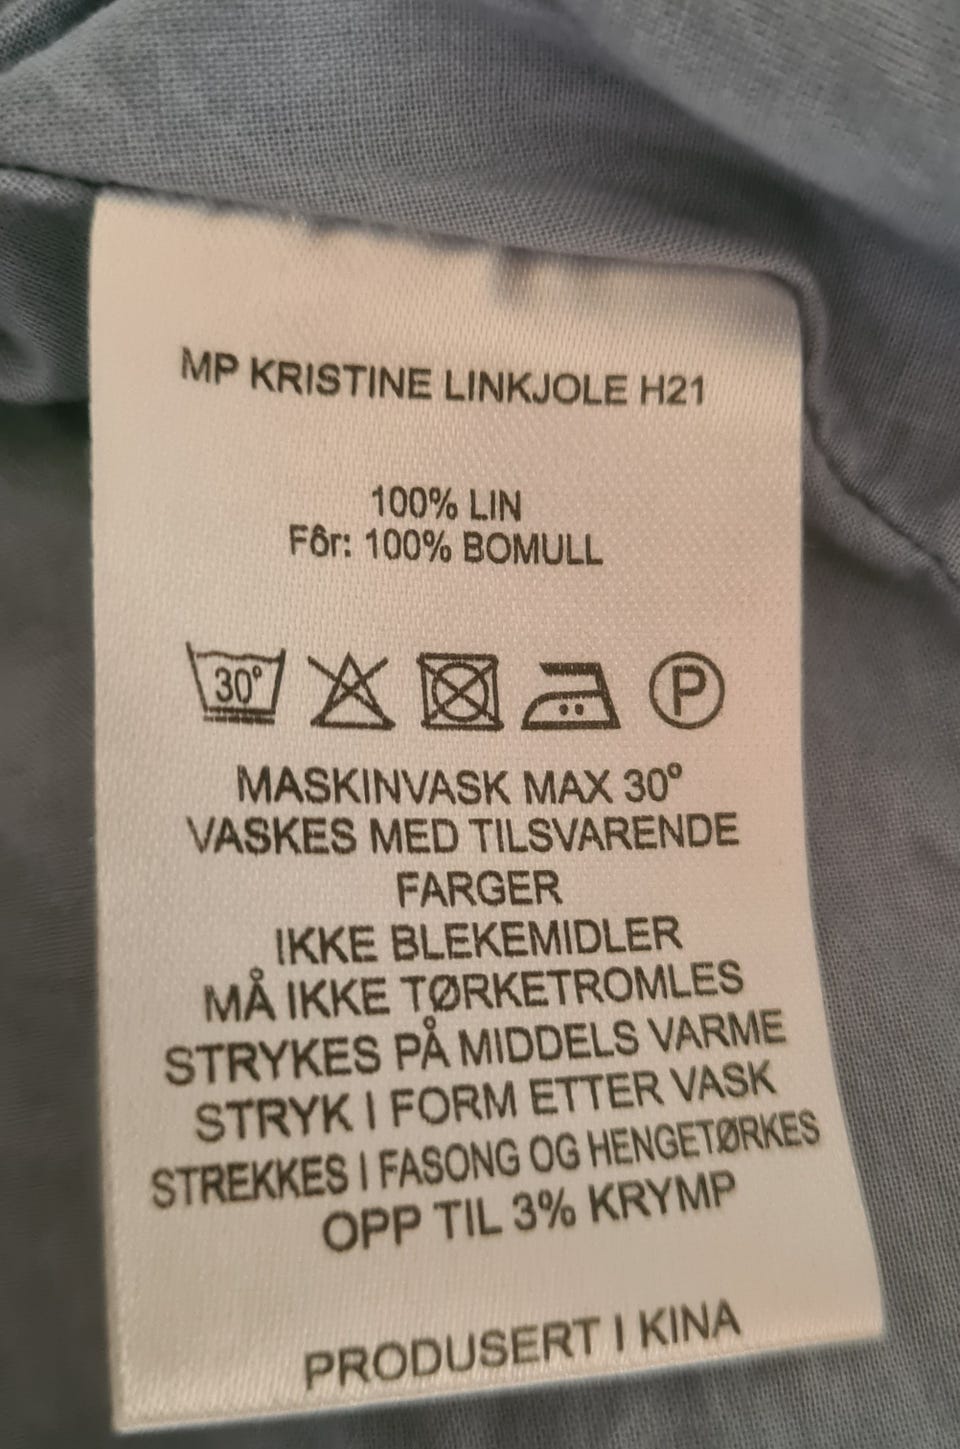 MP KRISTINE LINKJOLE H21
100% LIN
Fôr: 100% BOMULL
30° P
MASKINVASK MAX 30°
VASKES MED TILSVARENDE
FARGER
IKKE BLEKEMIDLER
MÅ IKKE TØRKETROMLES
STRYKES PÅ MIDDELS VARME
STRYK I FORM ETTER VASK
STREKKES I FASONG OG HENGETØRKES
OPP TIL 3% KRYMP
PRODUSERT I KINA